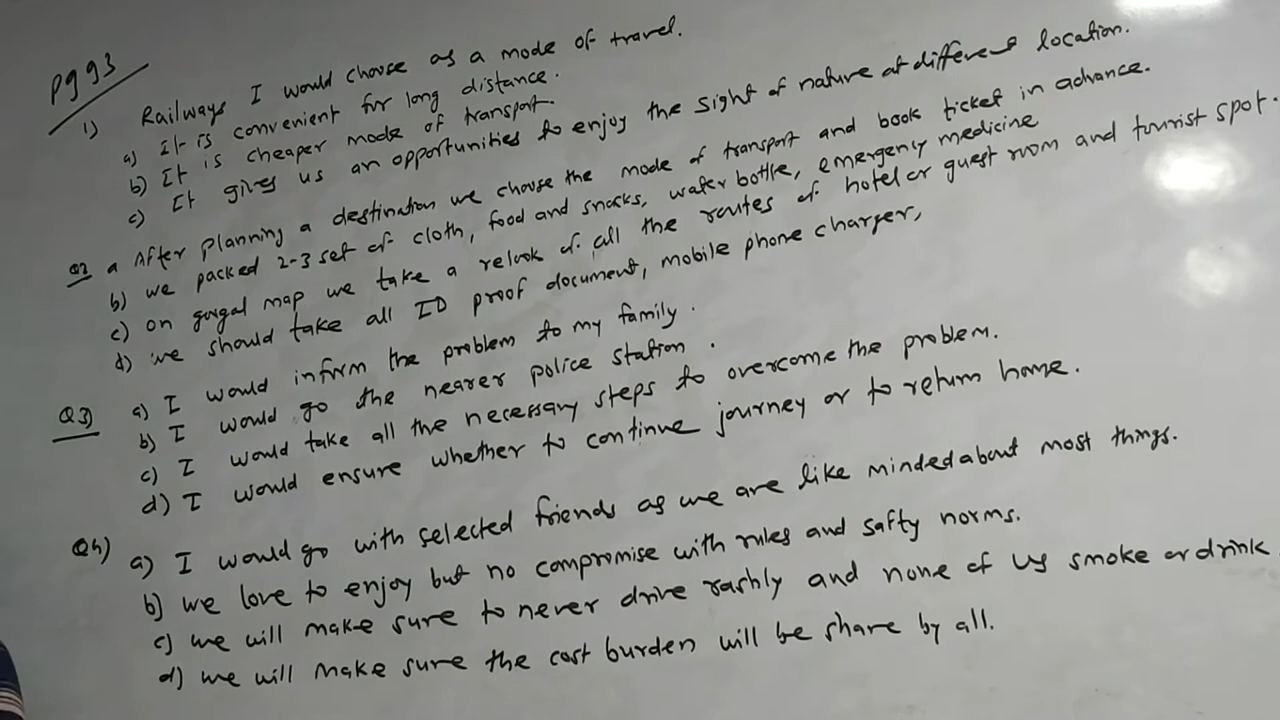 Pg 93
1) Railways I would choose as a mode of travel.
a) It is convenient for long distance.
b) It is cheaper mode of transport.
c) It gives us an opportunities to enjoy the sight of nature at different location.
Q2 a After planning a destination we choose the mode of transport and book ticket in advance.
b) we packed 2-3 set of cloth, food and snacks, water bottle, emergency medicine
c) on gougal map we take a relook of all the routes of hotel or guest room and tourist spot.
d) we should take all ID proof document, mobile phone charger,
Q3) a) I would inform the problem to my family.
b) I would go the nearer police station.
c) I would take all the necessary steps to overcome the problem.
d) I would ensure whether to continue journey or to return home.
Q4) a) I would go with selected friends as we are like minded about most things.
b) we love to enjoy but no compromise with rules and safty norms.
c) we will make sure to never drive rashly and none of us smoke or drink.
d) we will make sure the cost burden will be share by all.